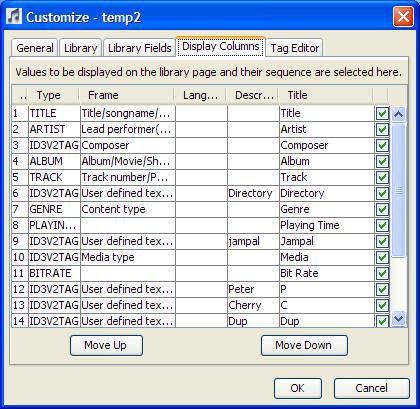 Customize - temp2
General Library Library Fields Display Columns Tag Editor
Values to be displayed on the library page and their sequence are selected here.
.. Type Frame Lang... Descr... Title
1 TITLE Title/songname/... Title
2 ARTIST Lead performer(... Artist
3 ID3V2TAG Composer Composer
4 ALBUM Album/Movie/Sh... Album
5 TRACK Track number/P... Track
6 ID3V2TAG User defined tex... Directory Directory
7 GENRE Content type Genre
8 PLAYIN... Playing Time
9 ID3V2TAG User defined tex... jampal Jampal
10 ID3V2TAG Media type Media
11 BITRATE Bit Rate
12 ID3V2TAG User defined tex... Peter P
13 ID3V2TAG User defined tex... Cherry C
14 ID3V2TAG User defined tex... Dup Dup
Move Up Move Down
OK Cancel